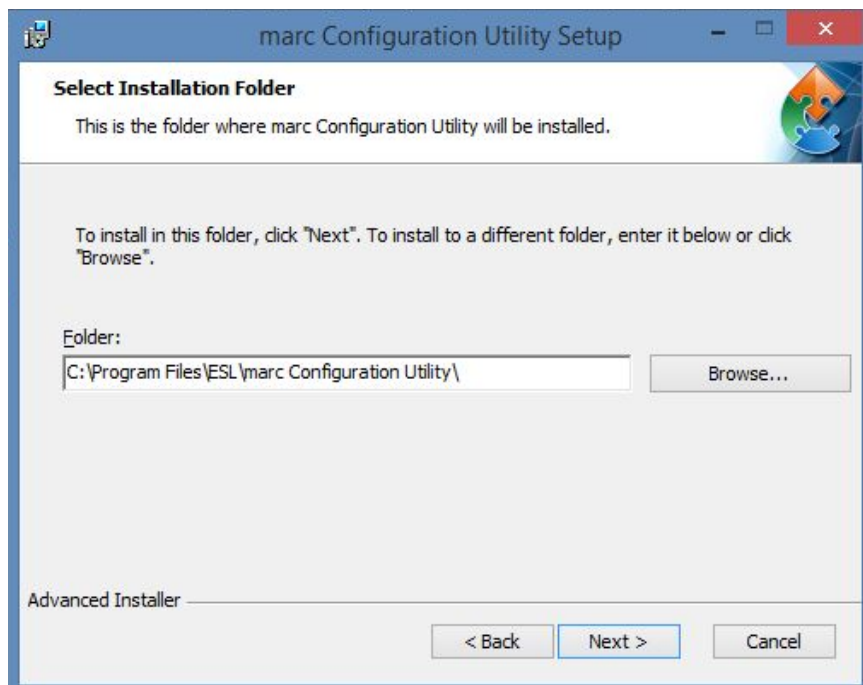 marc Configuration Utility Setup
Select Installation Folder
This is the folder where marc Configuration Utility will be installed.
To install in this folder, click "Next". To install to a different folder, enter it below or click
"Browse".
Folder:
C:\Program Files\ESL\marc Configuration Utility\
Browse...
Advanced Installer
< Back
Next >
Cancel